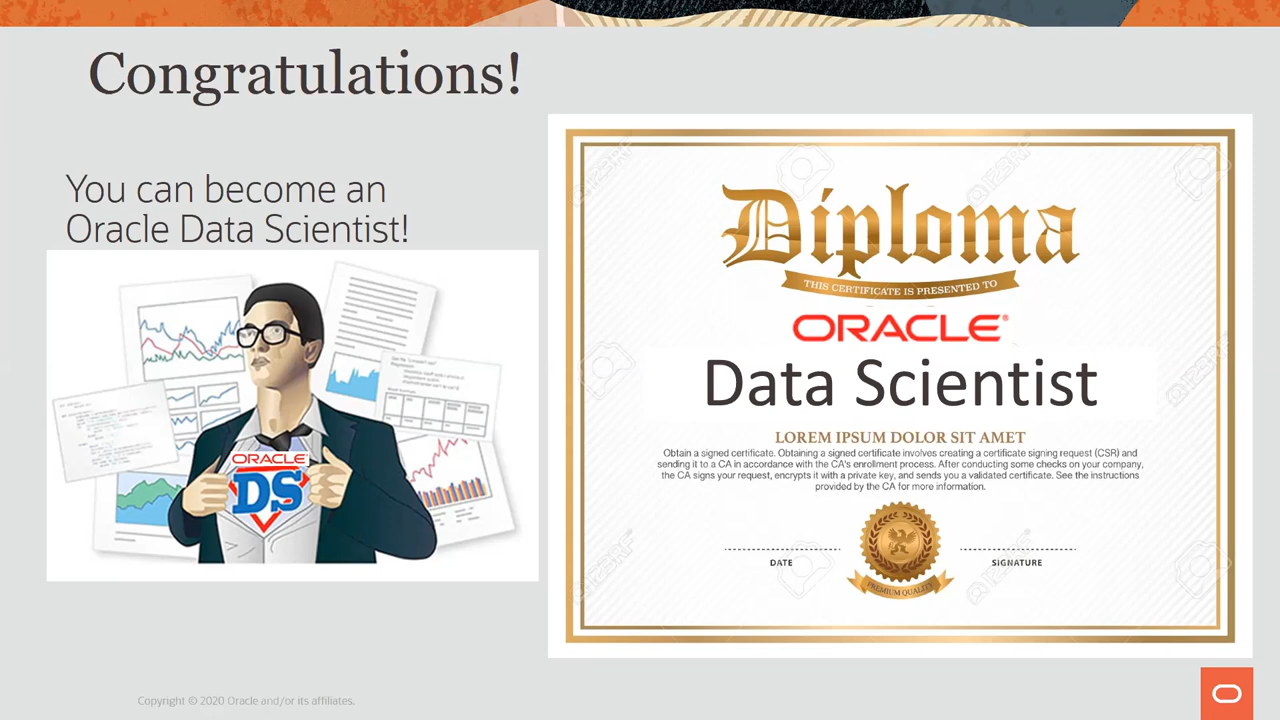 Congratulations!
You can become an
Oracle Data Scientist!
ORACLE
DS
Diploma
THIS CERTIFICATE IS PRESENTED TO
ORACLE®
Data Scientist
LOREM IPSUM DOLOR SIT AMET
Obtain a signed certificate. Obtaining a signed certificate involves creating a certificate signing request (CSR) and
sending it to a CA in accordance with the CA's enrollment process. After conducting some checks on your company,
the CA signs your request, encrypts it with a private key, and sends you a validated certificate. See the instructions
provided by the CA for more information.
DATE
SIGNATURE
PREMIUM QUALITY
123RF
Copyright © 2020 Oracle and/or its affiliates.